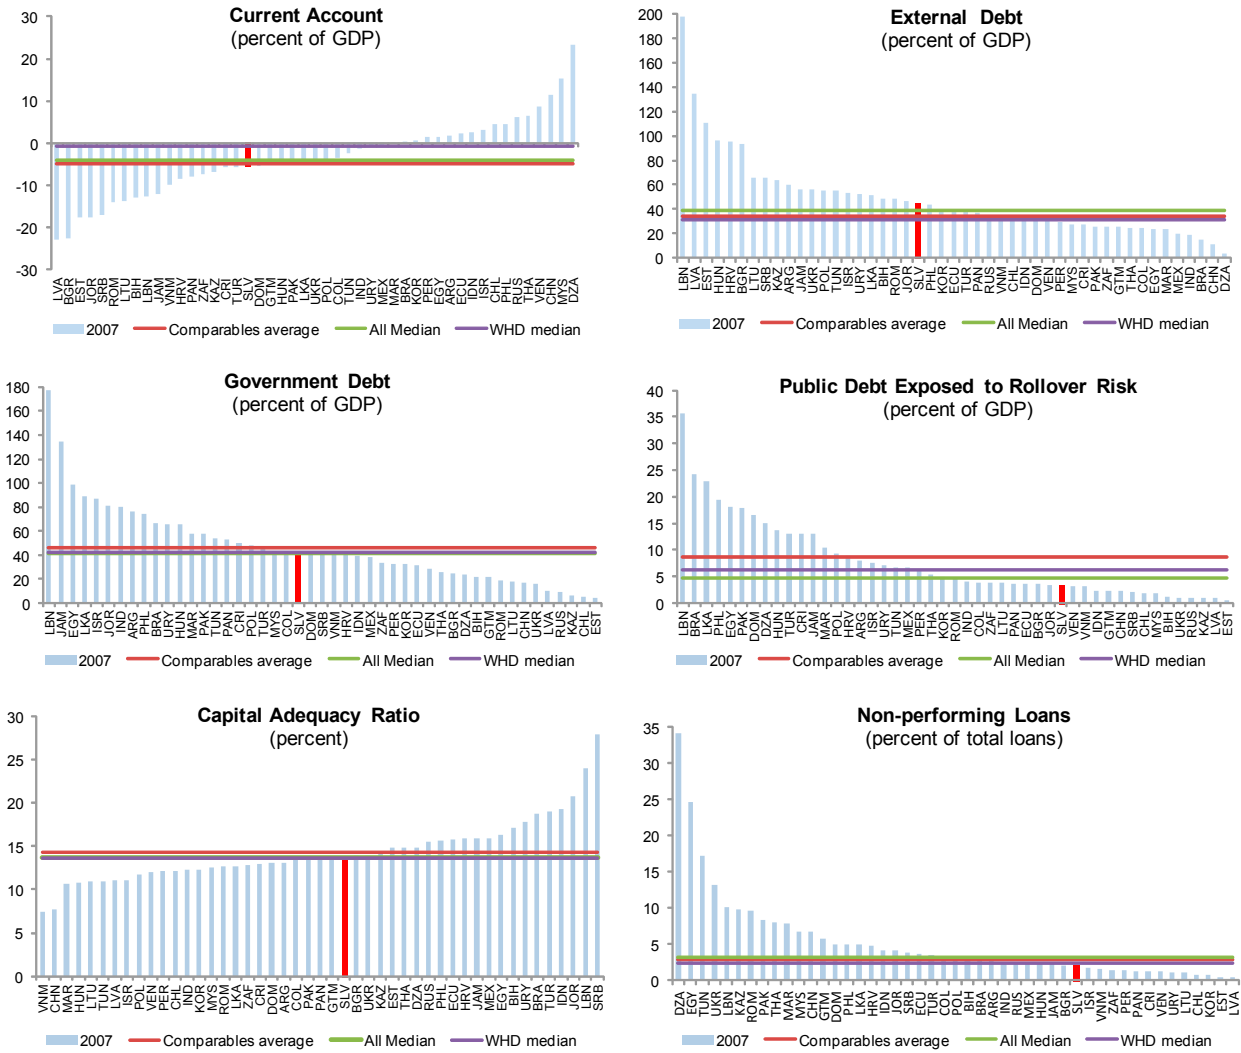 Current Account
(percent of GDP)
30
20
10
0
-10
-20
-30
LVA BGR EST JOR SRB ROM LTU BIH LBN JAM VNM HRV PAN ZAF KAZ CRI TUR SLV DOM GTM HUN PAK LKA UKR POL COL TUN IND URY MEX MAR BRA KOR PER EGY ARG ECU IDN ISR PHL CHL RUS THA VEN CHN MYS DZA
2007 Comparables average All Median WHD median
External Debt
(percent of GDP)
200
180
160
140
120
100
80
60
40
20
0
LBN LVA EST HUN HRV BGR LTU SRB KAZ ARG JAM UKR POL TUN ISR URY LKA BIH ROM JOR SLV PHL KOR ECU TUR PAN RUS VNM CHL IDN DOM VEN PER MYS CRI PAK ZAF GTM THA COL EGY MAR MEX IND BRA CHN DZA
2007 Comparables average All Median WHD median
Government Debt
(percent of GDP)
180
160
140
120
100
80
60
40
20
0
LBN JAM EGY LKA ISR JOR IND ARG PHL BRA URY HUN MAR PAK TUN PAN CRI POL TUR MYS COL SLV DOM SRB VNM HRV IDN MEX ZAF PER KOR ECU VEN THA BGR DZA BIH GTM ROM LTU CHN UKR LVA RUS KAZ CHL EST
2007 Comparables average All Median WHD median
Public Debt Exposed to Rollover Risk
(percent of GDP)
40
35
30
25
20
15
10
5
0
LBN BRA LKA PHL EGY PAK DOM DZA HUN TUR CRI JAM MAR POL HRV ARG ISR URY TUN MEX PER THA KOR ROM IND COL ZAF LTU PAN ECU BGR JOR SLV VEN VNM IDN GTM CHN SRB CHL MYS BIH UKR RUS KAZ LVA EST
2007 Comparables average All Median WHD median
Capital Adequacy Ratio
(percent)
30
25
20
15
10
5
0
VNM CHN MAR HUN LTU TUN LVA ISR POL VEN PER CHL IND KOR MYS ROM LKA ZAF CRI DOM ARG COL PAK PAN GTM SLV BGR UKR KAZ EST THA DZA RUS PHL ECU HRV JAM MEX EGY BIH URY BRA TUR IDN JOR LBN SRB
2007 Comparables average All Median WHD median
Non-performing Loans
(percent of total loans)
35
30
25
20
15
10
5
0
DZA EGY TUN UKR LBN KAZ ROM PAK THA MAR MYS CHN GTM DOM PHL LKA HRV IDN JOR SRB ECU TUR COL POL BIH BRA ARG IND RUS MEX HUN JAM BGR SLV ISR VNM ZAF PER PAN CRI VEN URY LTU CHL KOR EST LVA
2007 Comparables average All Median WHD median